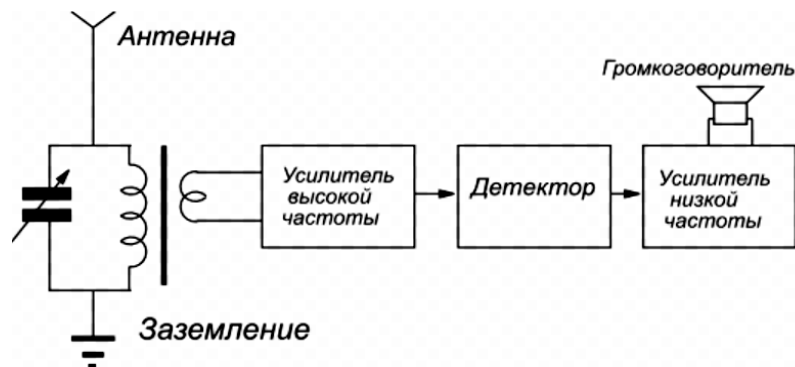 Антенна
Громкоговоритель
Усилитель
высокой
частоты
Детектор
Усилитель
низкой
частоты
Заземление